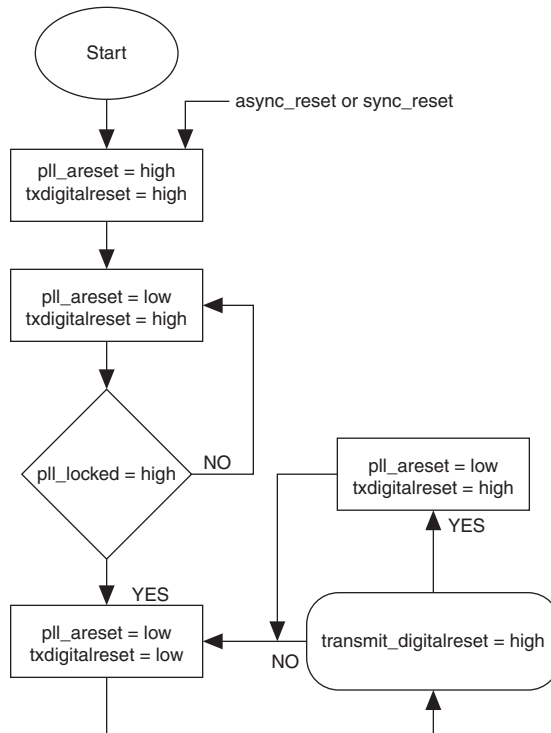 Start
async_reset or sync_reset
pll_areset = high
txdigitalreset = high
pll_areset = low
txdigitalreset = high
pll_locked = high
NO
YES
pll_areset = low
txdigitalreset = high
YES
transmit_digitalreset = high
NO
pll_areset = low
txdigitalreset = low